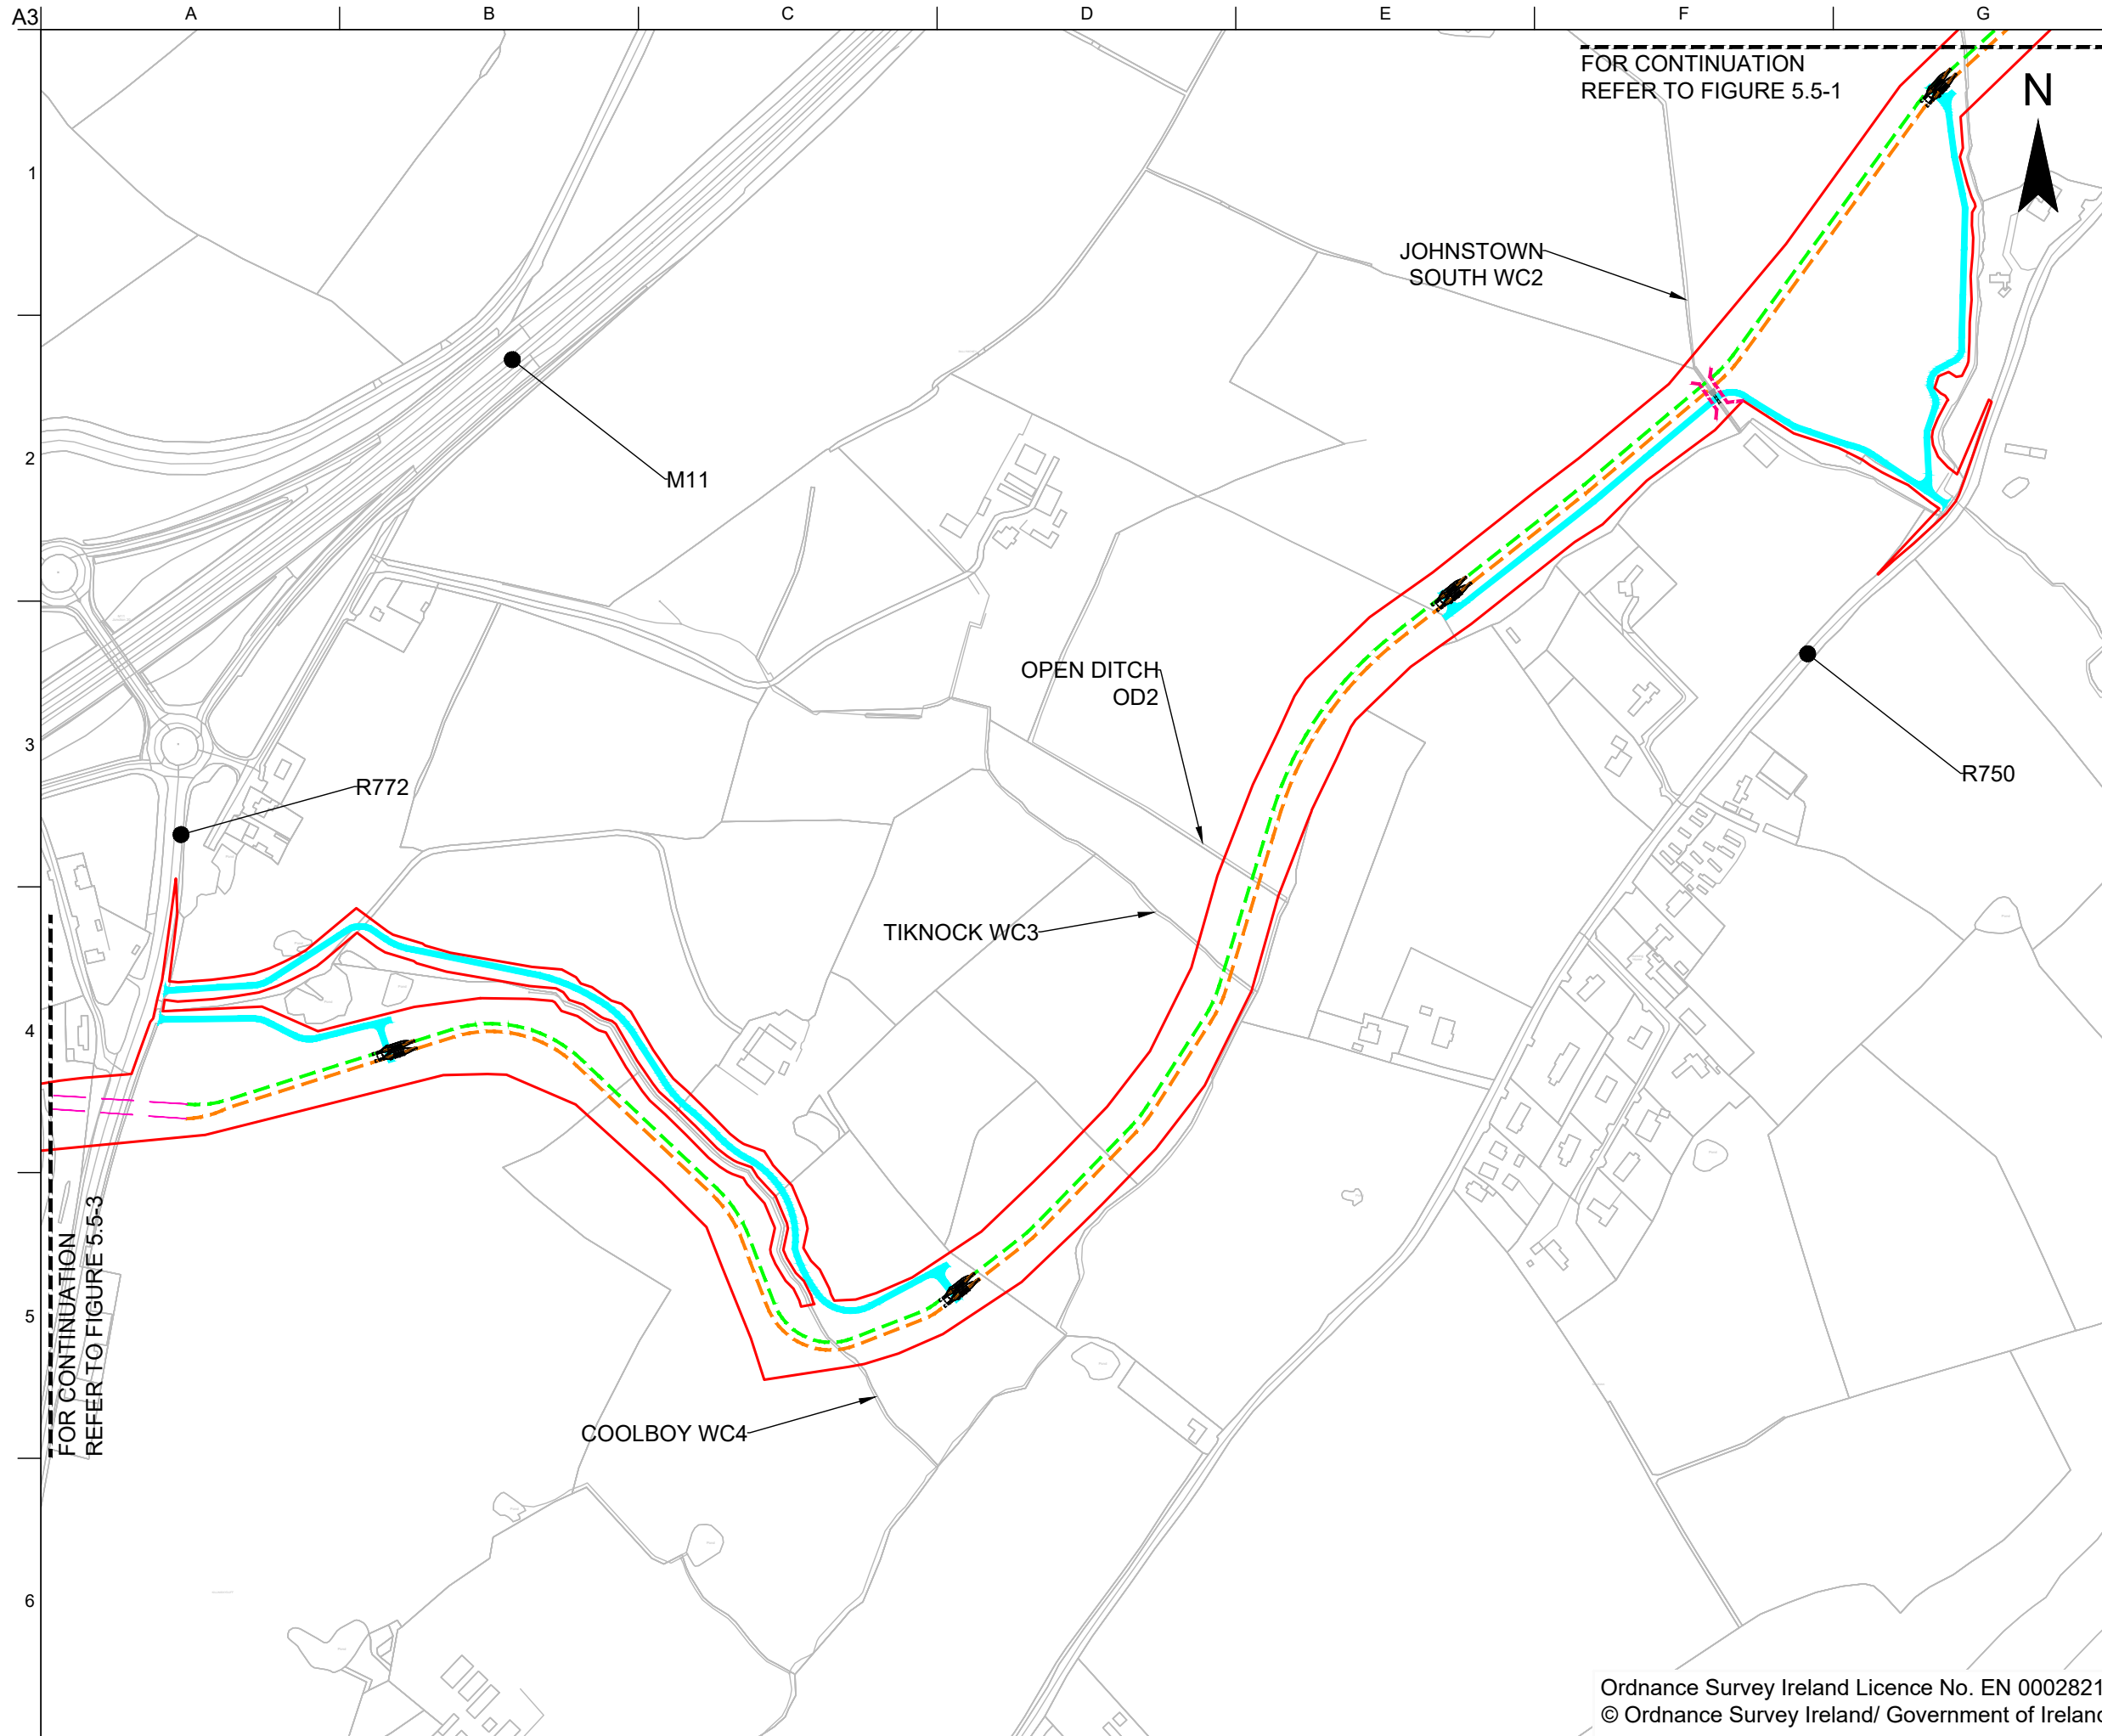 A3
A
B
C
D
E
F
G
FOR CONTINUATION
REFER TO FIGURE 5.5-1
N
1
JOHNSTOWN
SOUTH WC2
2
M11
OPEN DITCH
OD2
3
R772
R750
TIKNOCK WC3
4
FOR CONTINUATION
REFER TO FIGURE 5.5-3
5
COOLBOY WC4
6
Ordnance Survey Ireland Licence No. EN 0002821
© Ordnance Survey Ireland/ Government of Ireland